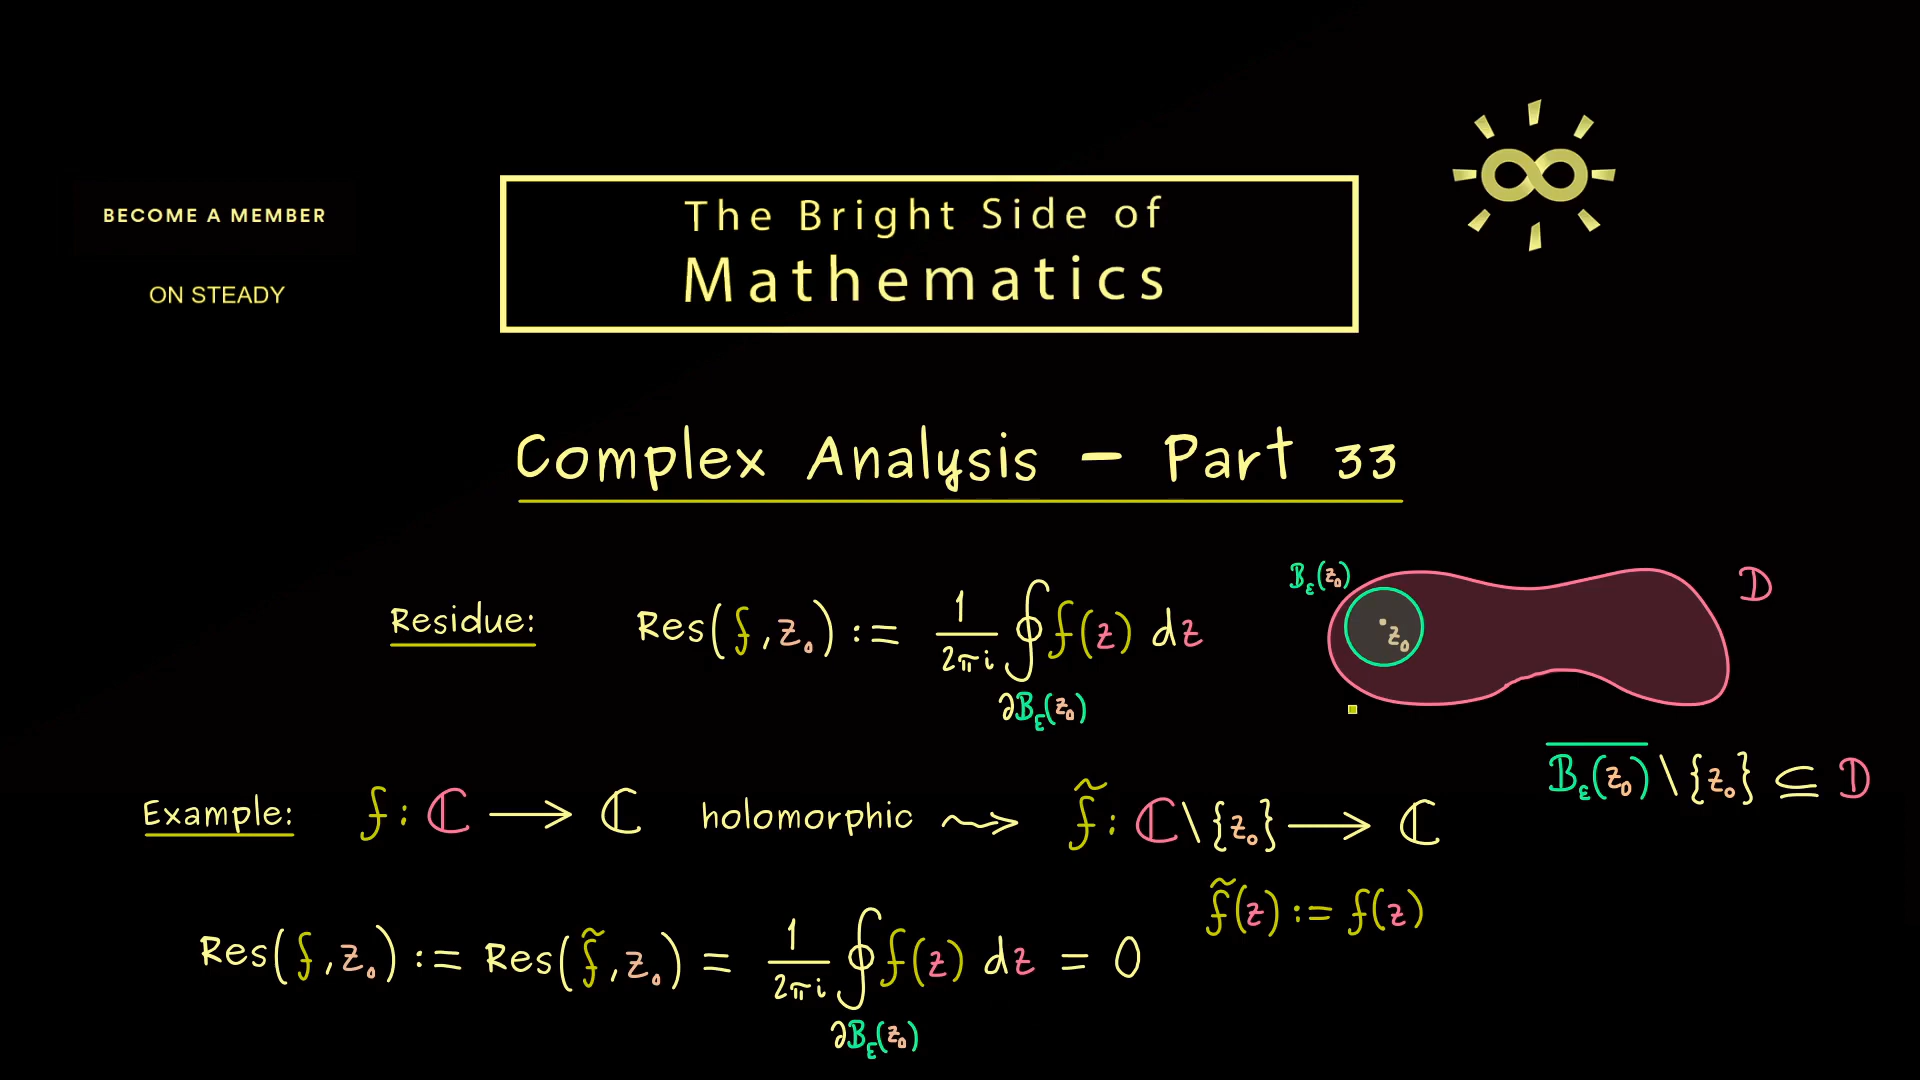 BECOME A MEMBER
ON STEADY
The Bright Side of
Mathematics
Complex Analysis – Part 33
Residue: Res(f, z₀) := 1/2πi ∮ f(z) dz
∂Bε(z₀)
Bε(z₀)
D
z₀
B̅ε̅(̅z₀̅)̅ \ {z₀} ⊆ D
Example: f: ℂ ⟶ ℂ holomorphic ⤳ f̃: ℂ\{z₀} ⟶ ℂ
f̃(z) := f(z)
Res(f, z₀) := Res(f̃, z₀) = 1/2πi ∮ f(z) dz = 0
∂Bε(z₀)